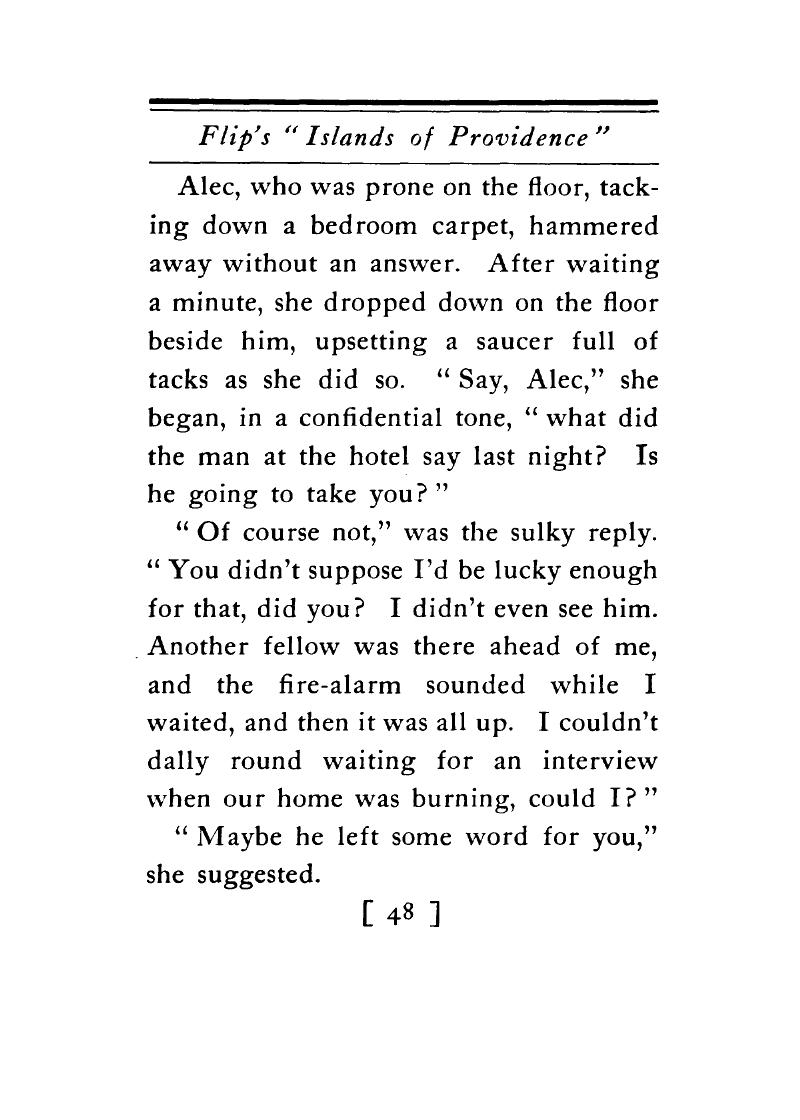 Flip's "Islands of Providence"
Alec, who was prone on the floor, tack-
ing down a bedroom carpet, hammered
away without an answer. After waiting
a minute, she dropped down on the floor
beside him, upsetting a saucer full of
tacks as she did so. "Say, Alec," she
began, in a confidential tone, "what did
the man at the hotel say last night? Is
he going to take you?"
"Of course not," was the sulky reply.
"You didn't suppose I'd be lucky enough
for that, did you? I didn't even see him.
Another fellow was there ahead of me,
and the fire-alarm sounded while I
waited, and then it was all up. I couldn't
dally round waiting for an interview
when our home was burning, could I?"
"Maybe he left some word for you,"
she suggested.
[ 48 ]